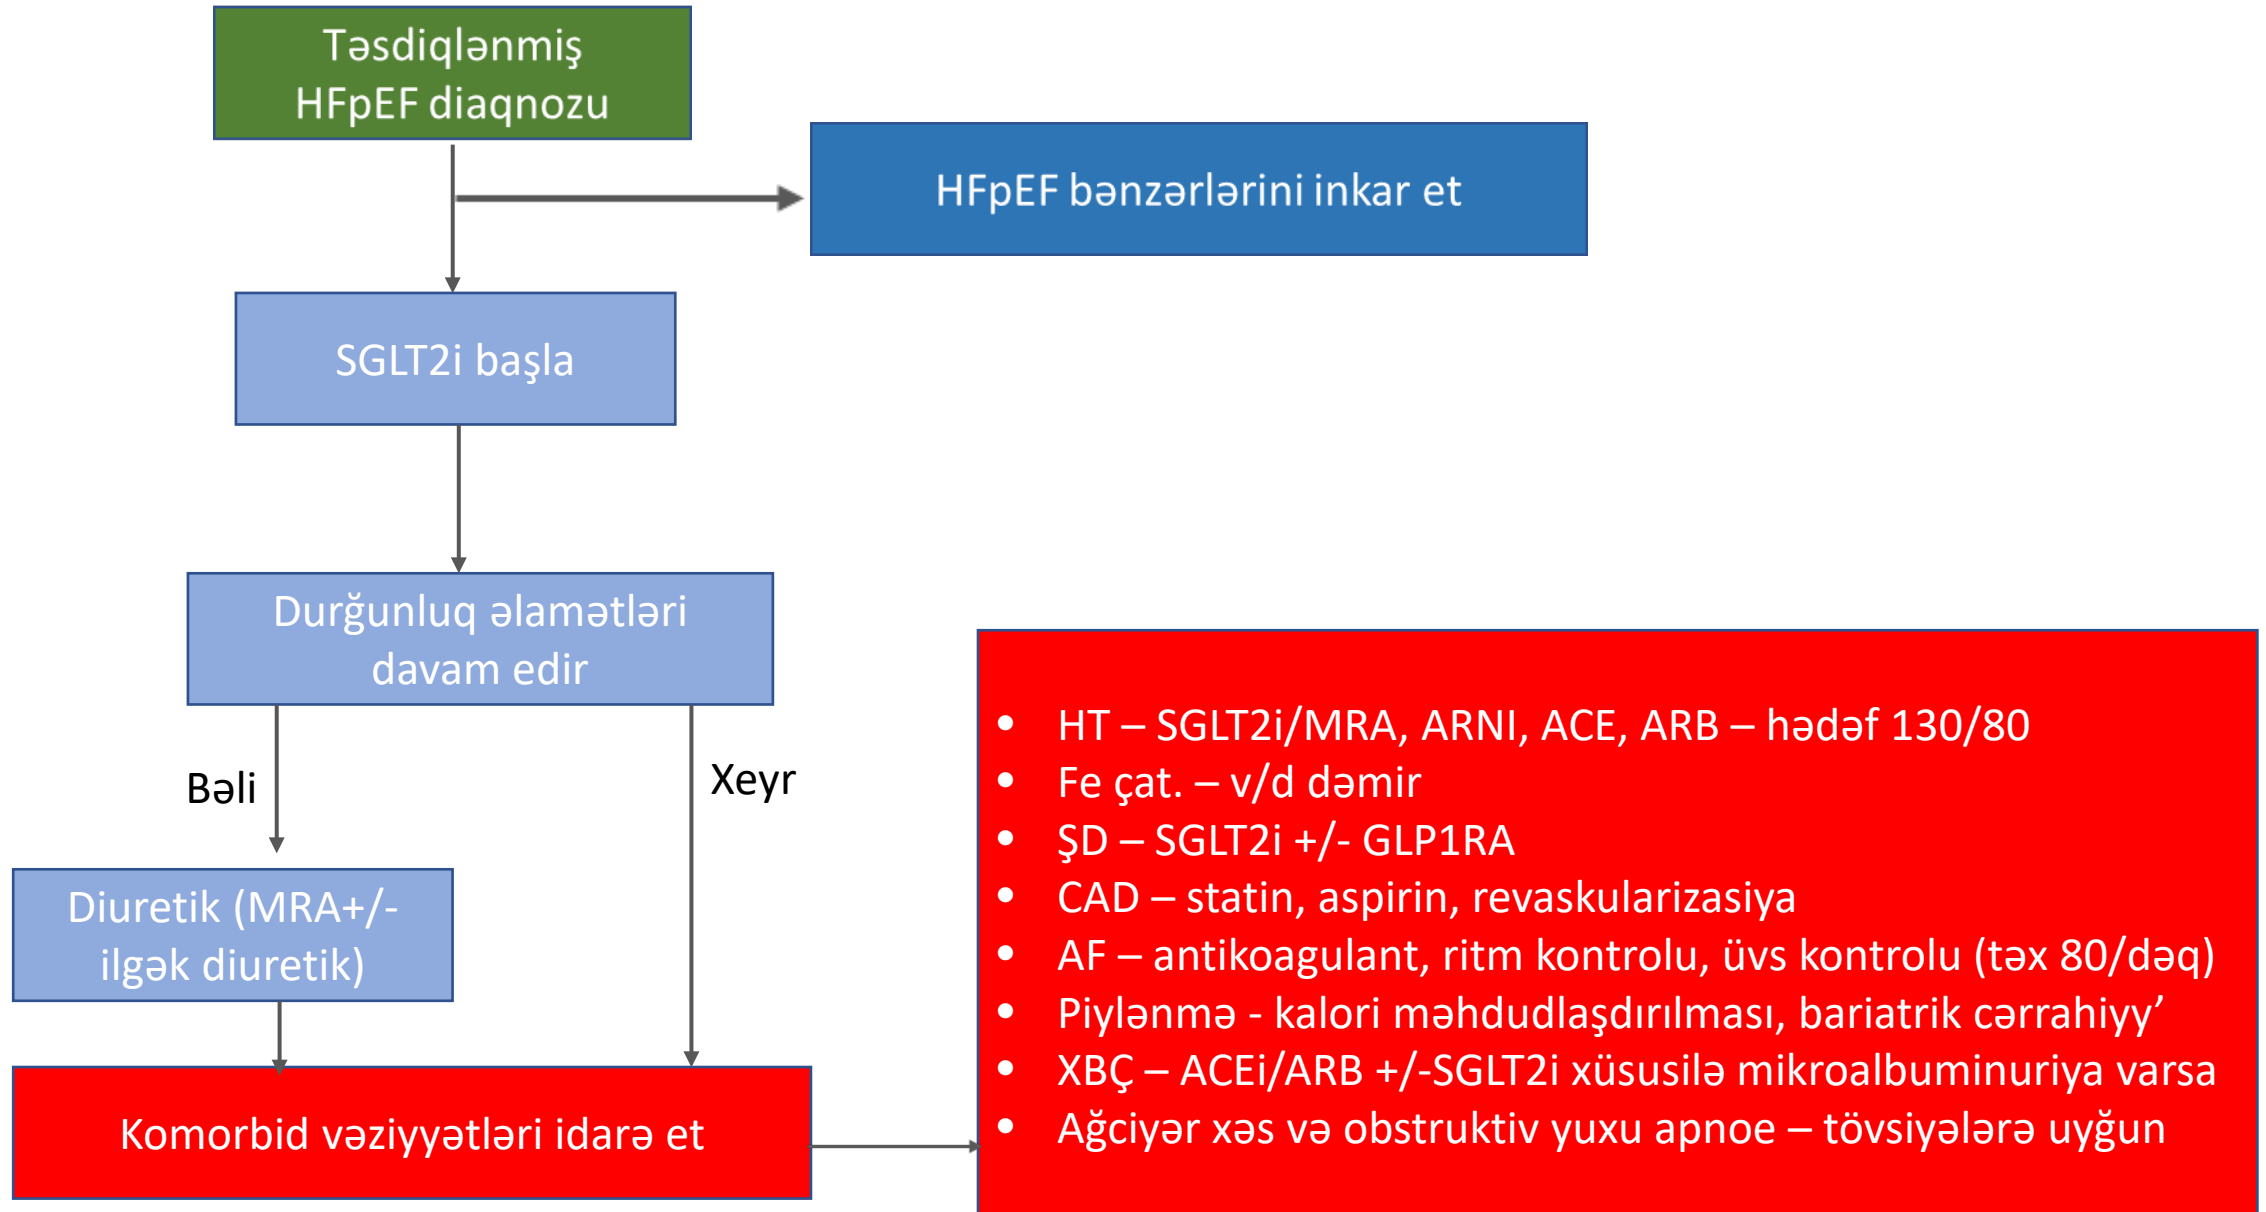 Təsdiqlənmiş
HFpEF diaqnozu
HFpEF bənzərlərini inkar et
SGLT2i başla
Durğunluq əlamətləri
davam edir
Bəli
Xeyr
Diuretik (MRA+/-
ilgək diuretik)
Komorbid vəziyyətləri idarə et
• HT – SGLT2i/MRA, ARNI, ACE, ARB – hədəf 130/80
• Fe çat. – v/d dəmir
• ŞD – SGLT2i +/- GLP1RA
• CAD – statin, aspirin, revaskularizasiya
• AF – antikoagulant, ritm kontrolu, üvs kontrolu (təx 80/dəq)
• Piylənmə - kalori məhdudlaşdırılması, bariatrik cərrahiyy’
• XBÇ – ACEi/ARB +/-SGLT2i xüsusilə mikroalbuminuriya varsa
• Ağciyər xəs və obstruktiv yuxu apnoe – tövsiyələrə uyğun